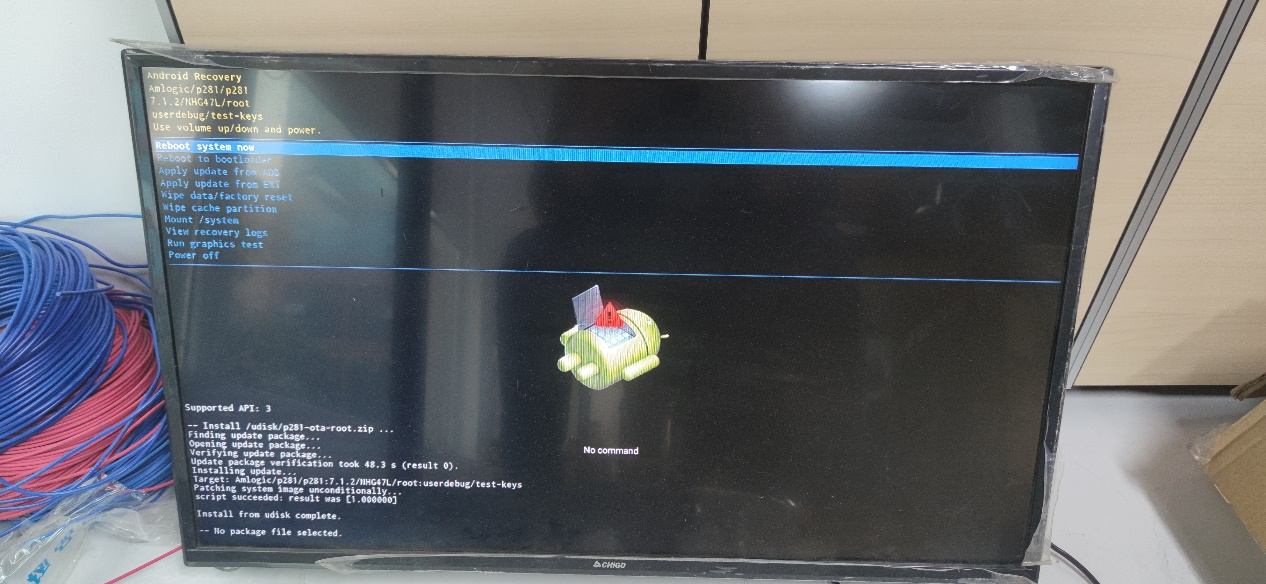 Android Recovery
Amlogic/p281/p281
7.1.2/NHG47L/root
userdebug/test-keys
Use volume up/down and power.
Reboot system now
Reboot to bootloader
Apply update from ADB
Apply update from EXT
Wipe data/factory reset
Wipe cache partition
Mount /system
View recovery logs
Run graphics test
Power off
No command
Supported API: 3
-- Install /udisk/p281-ota-root.zip ...
Finding update package...
Opening update package...
Verifying update package...
Update package verification took 48.3 s (result 0).
Installing update...
Target: Amlogic/p281/p281:7.1.2/NHG47L/root:userdebug/test-keys
Patching system image unconditionally...
script succeeded: result was [1.000000]
Install from udisk complete.
-- No package file selected.
CHIGO